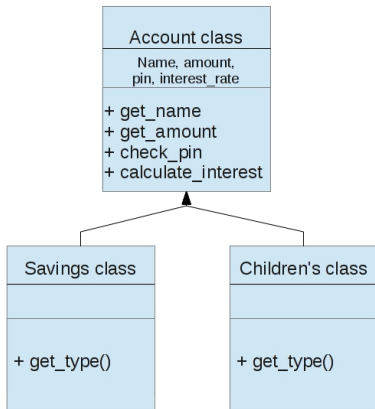 Account class
Name, amount,
pin, interest_rate
+ get_name
+ get_amount
+ check_pin
+ calculate_interest
Savings class
+ get_type()
Children's class
+ get_type()